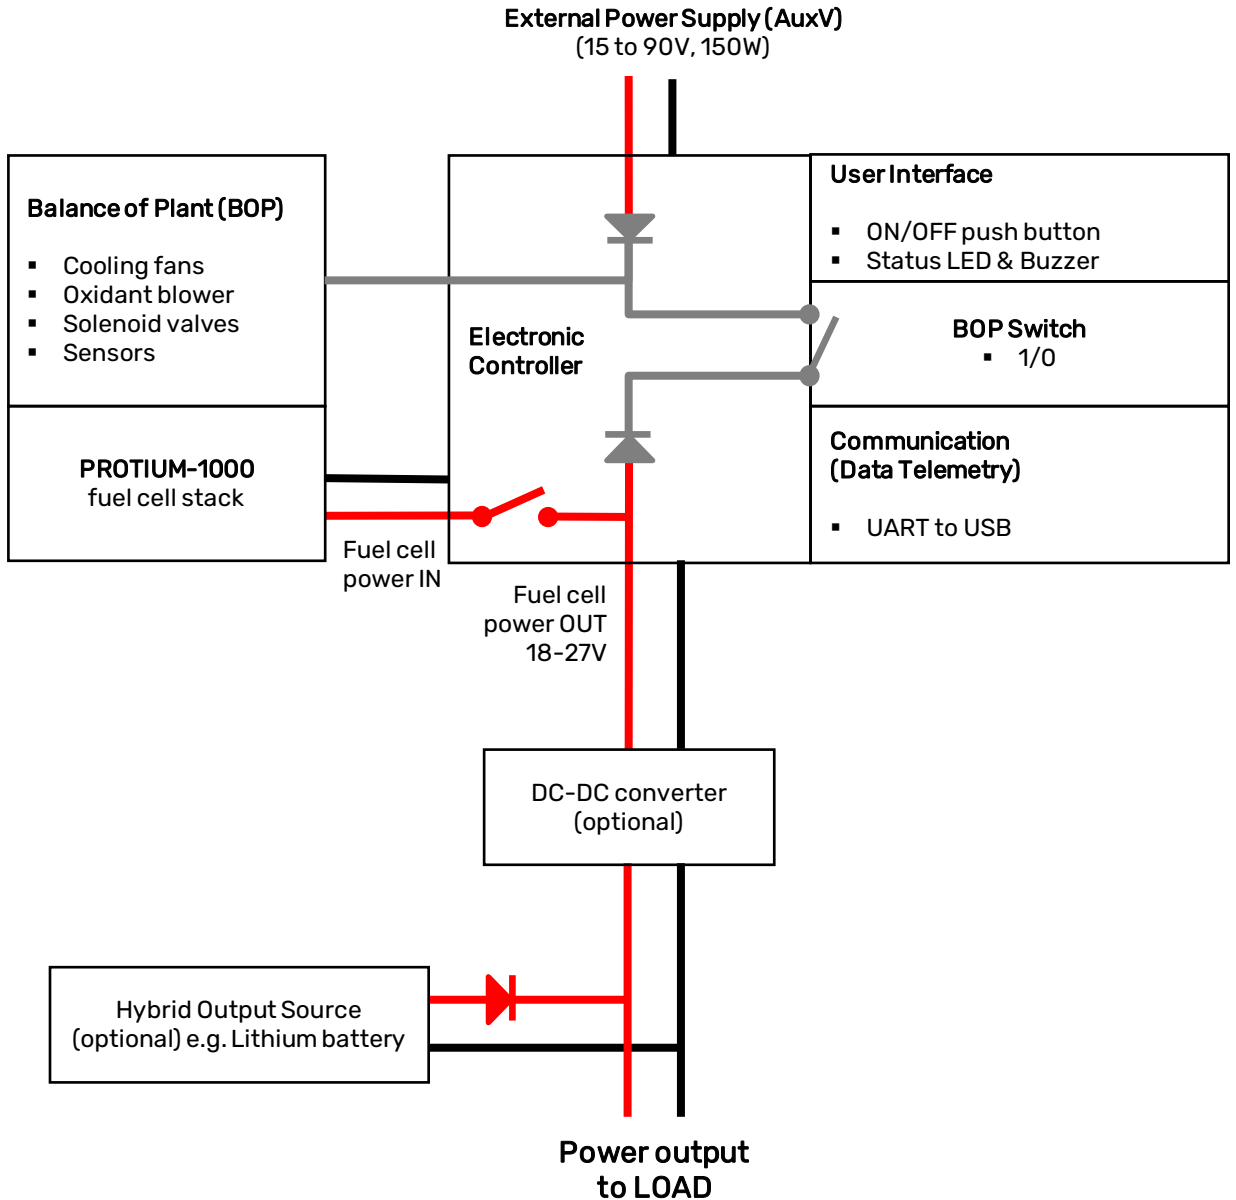 External Power Supply (AuxV)
(15 to 90V, 150W)
Balance of Plant (BOP)
▪ Cooling fans
▪ Oxidant blower
▪ Solenoid valves
▪ Sensors
PROTIUM-1000
fuel cell stack
Electronic
Controller
User Interface
▪ ON/OFF push button
▪ Status LED & Buzzer
BOP Switch
▪ 1/0
Communication
(Data Telemetry)
▪ UART to USB
Fuel cell
power IN
Fuel cell
power OUT
18-27V
DC-DC converter
(optional)
Hybrid Output Source
(optional) e.g. Lithium battery
Power output
to LOAD